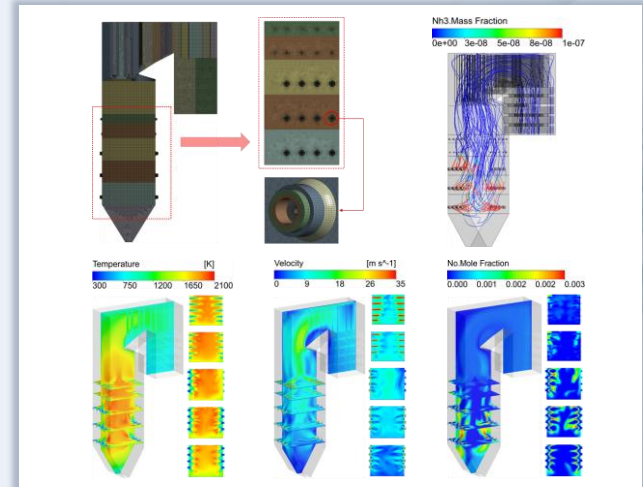 Nh3.Mass Fraction
0e+00 3e-08 5e-08 8e-08 1e-07
Temperature [K]
300 750 1200 1650 2100
Velocity [m s^-1]
0 9 18 26 35
No.Mole Fraction
0.000 0.001 0.002 0.002 0.003